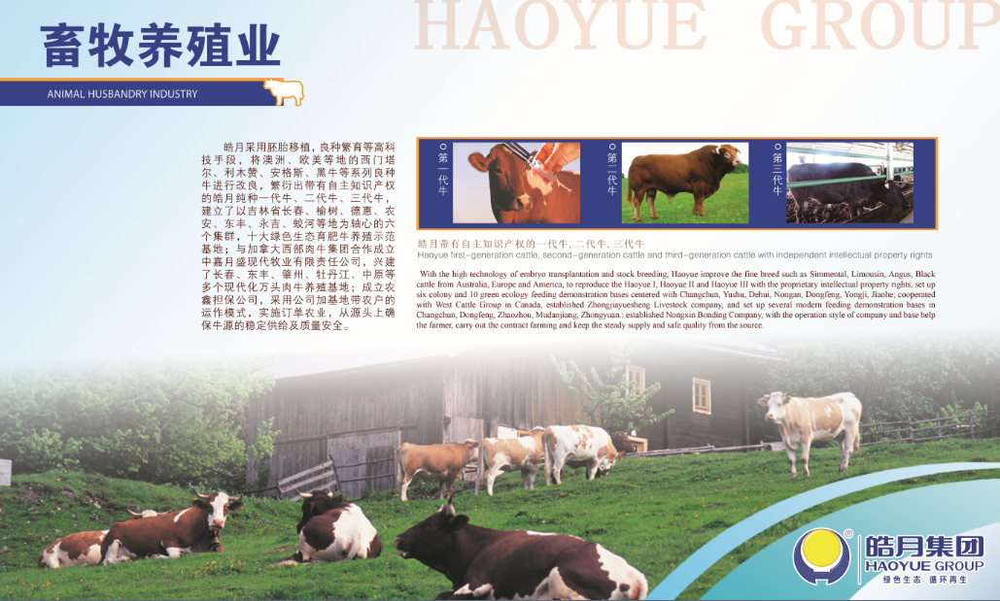 HAOYUE GROUP
畜牧养殖业
ANIMAL HUSBANDRY INDUSTRY
皓月采用胚胎移植，良种繁育等高科
技手段，将澳洲、欧美等地的西门塔
尔、利木赞、安格斯、黑牛等系列良种
牛进行改良，繁衍出带有自主知识产权
的皓月纯种一代牛、二代牛、三代牛，
建立了以吉林省长春、榆树、德惠、农
安、东丰、永吉、蛟河等地为轴心的六
个集群，十大绿色生态育肥牛养殖示范
基地；与加拿大西部肉牛集团合作成立
中嘉月盛现代牧业有限责任公司，兴建
了长春、东丰、肇州、牡丹江、中原等
多个现代化万头肉牛养殖基地；成立农
鑫担保公司，采用公司加基地带农户的
运作模式，实施订单农业，从源头上确
保牛源的稳定供给及质量安全。
第一代牛
第二代牛
第三代牛
皓月带有自主知识产权的一代牛,二代牛,三代牛
Haoyue first-generation cattle, second-generation cattle and third-generation cattle with independent intellectual property rights
With the high technology of embryo transplantation and stock breeding, Haoyue improve the fine breed such as Simmental, Limousin, Angus, Black
cattle from Australia, Europe and America, to reproduce the Haoyue I, Haoyue II and Haoyue III with the proprietary intellectual property rights, set up
six colony and 10 green ecology feeding demonstration bases centered with Changchun, Yushu, Dehui, Nongan, Dongfeng, Yongji, Jiaohe; cooperated
with West Cattle Group in Canada, established Zhongjiayuesheng Livestock company, and set up several modern feeding demonstration bases in
Changchun, Dongfeng, Zhaozhou, Mudanjiang, Zhongyuan.; established Nongxin Bonding Company, with the operation style of company and base help
the farmer, carry out the contract farming and keep the steady supply and safe quality from the source.
®
皓月集团
HAOYUE GROUP
绿色生态 循环再生